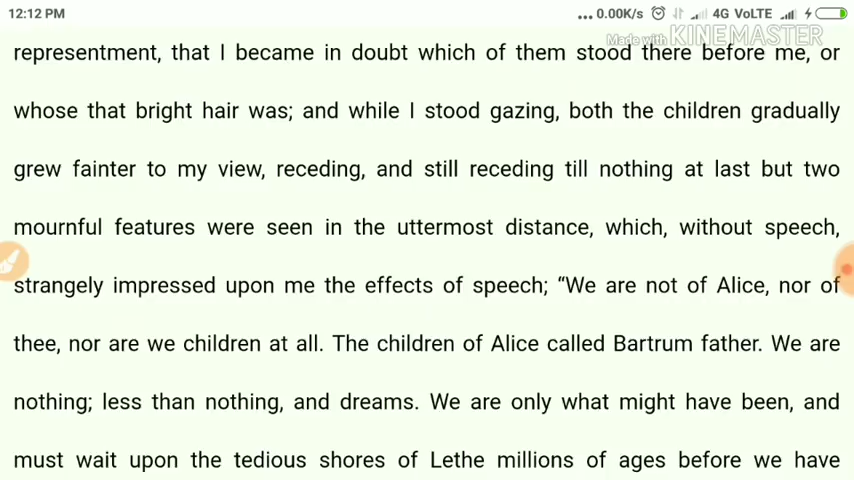 12:12 PM
...0.00K/s 4G VoLTE
Made with KINEMASTER
representment, that I became in doubt which of them stood there before me, or
whose that bright hair was; and while I stood gazing, both the children gradually
grew fainter to my view, receding, and still receding till nothing at last but two
mournful features were seen in the uttermost distance, which, without speech,
strangely impressed upon me the effects of speech; “We are not of Alice, nor of
thee, nor are we children at all. The children of Alice called Bartrum father. We are
nothing; less than nothing, and dreams. We are only what might have been, and
must wait upon the tedious shores of Lethe millions of ages before we have